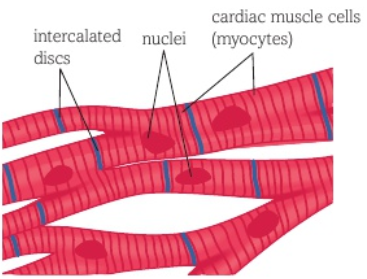 intercalated
discs
nuclei
cardiac muscle cells
(myocytes)